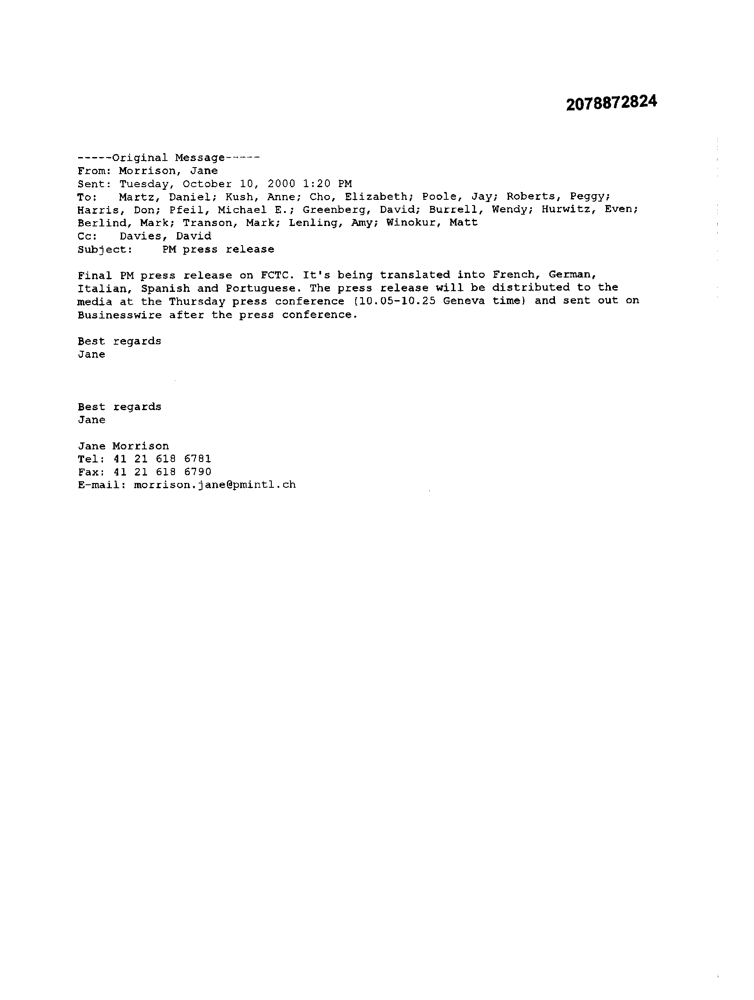 2078872824
-----Original Message-----
From: Morrison, Jane
Sent: Tuesday, October 10, 2000 1:20 PM
To: Martz, Daniel; Kush, Anne; Cho, Elizabeth; Poole, Jay; Roberts, Peggy;
Harris, Don; Pfeil, Michael E.; Greenberg, David; Burrell, Wendy; Hurwitz, Even;
Berlind, Mark; Transon, Mark; Lenling, Amy; Winokur, Matt
Cc: Davies, David
Subject: PM press release
Final PM press release on FCTC. It's being translated into French, German,
Italian, Spanish and Portuguese. The press release will be distributed to the
media at the Thursday press conference (10.05-10.25 Geneva time) and sent out on
Businesswire after the press conference.
Best regards
Jane
Best regards
Jane
Jane Morrison
Tel: 41 21 618 6781
Fax: 41 21 618 6790
E-mail: morrison.jane@pmintl.ch